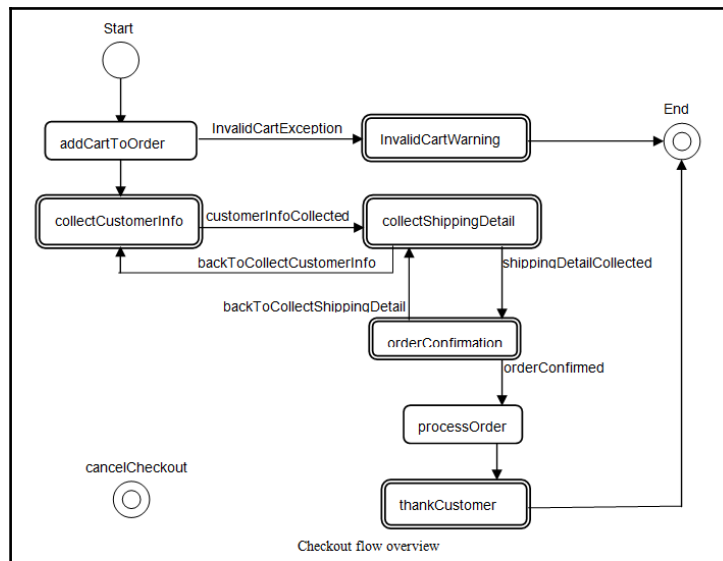 Start
InvalidCartException
End
addCartToOrder
InvalidCartWarning
collectCustomerInfo
customerInfoCollected
collectShippingDetail
backToCollectCustomerInfo
shippingDetailCollected
backToCollectShippingDetail
orderConfirmation
orderConfirmed
processOrder
cancelCheckout
thankCustomer
Checkout flow overview